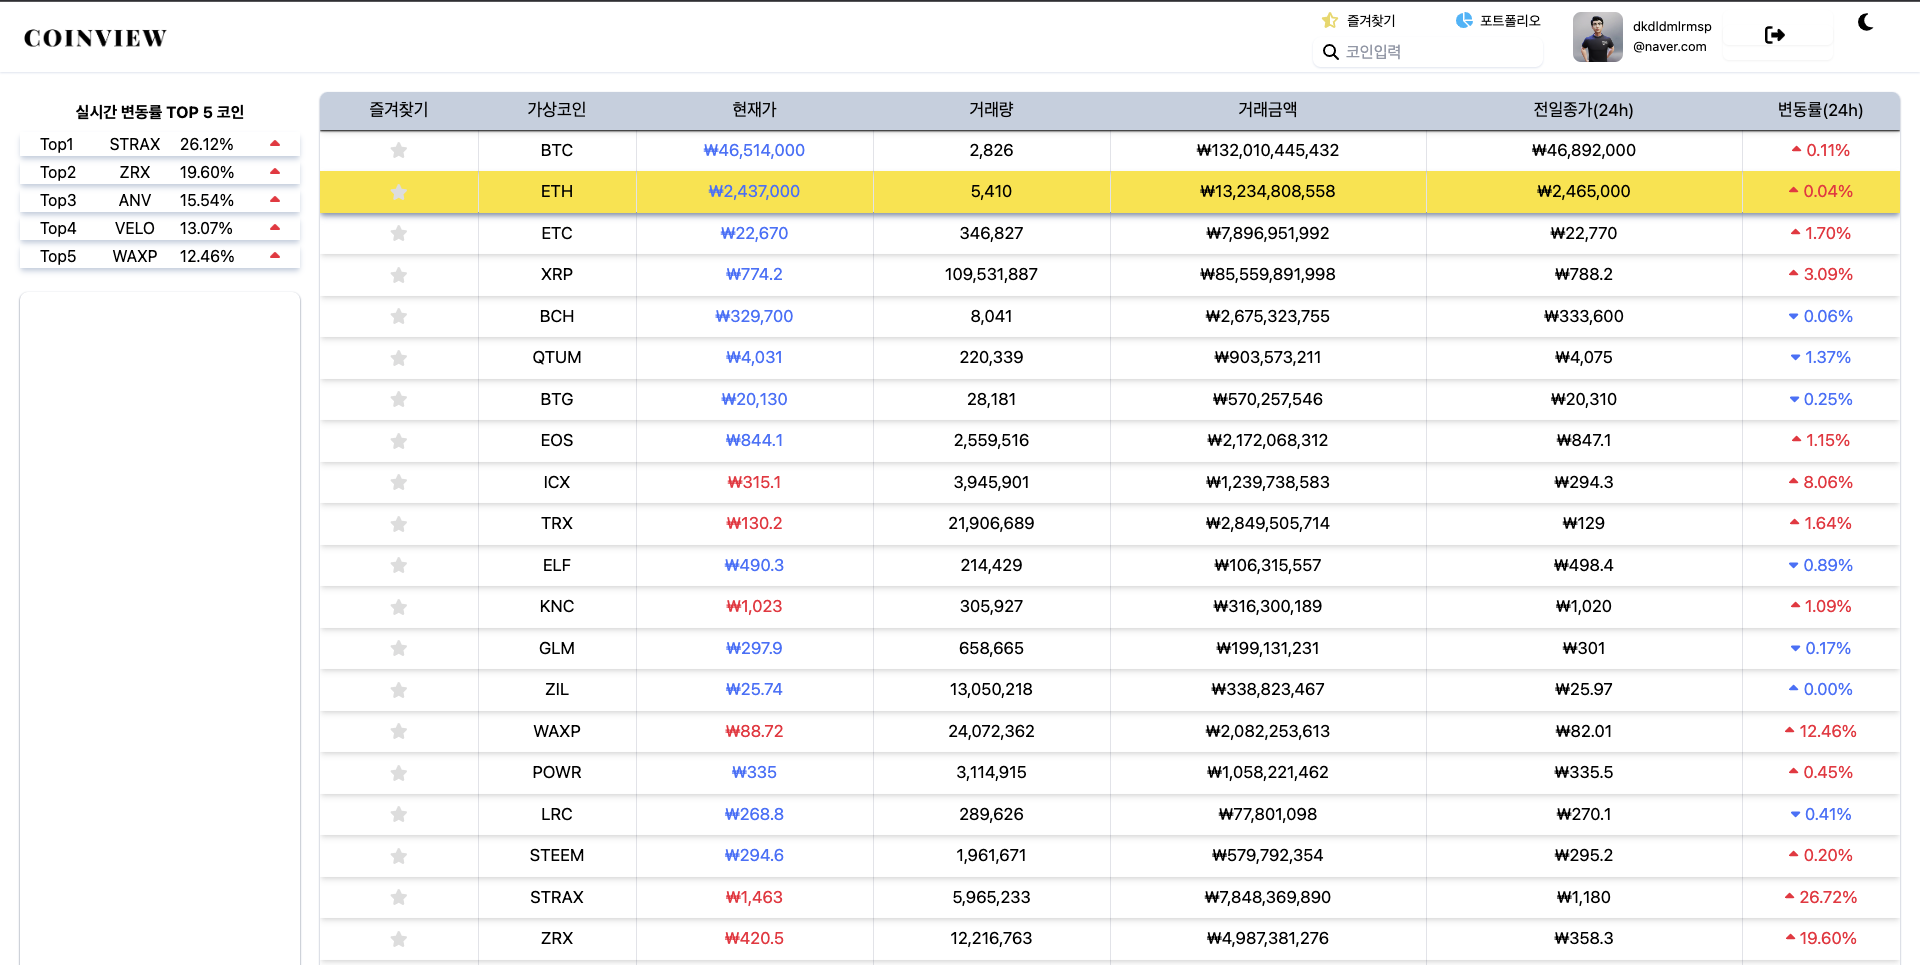 COINVIEW
즐겨찾기 포트폴리오
코인입력
dkdldmlrmsp
@naver.com
실시간 변동률 TOP 5 코인
Top1 STRAX 26.12%
Top2 ZRX 19.60%
Top3 ANV 15.54%
Top4 VELO 13.07%
Top5 WAXP 12.46%
즐겨찾기 가상코인 현재가 거래량 거래금액 전일종가(24h) 변동률(24h)
BTC ₩46,514,000 2,826 ₩132,010,445,432 ₩46,892,000 0.11%
ETH ₩2,437,000 5,410 ₩13,234,808,558 ₩2,465,000 0.04%
ETC ₩22,670 346,827 ₩7,896,951,992 ₩22,770 1.70%
XRP ₩774.2 109,531,887 ₩85,559,891,998 ₩788.2 3.09%
BCH ₩329,700 8,041 ₩2,675,323,755 ₩333,600 0.06%
QTUM ₩4,031 220,339 ₩903,573,211 ₩4,075 1.37%
BTG ₩20,130 28,181 ₩570,257,546 ₩20,310 0.25%
EOS ₩844.1 2,559,516 ₩2,172,068,312 ₩847.1 1.15%
ICX ₩315.1 3,945,901 ₩1,239,738,583 ₩294.3 8.06%
TRX ₩130.2 21,906,689 ₩2,849,505,714 ₩129 1.64%
ELF ₩490.3 214,429 ₩106,315,557 ₩498.4 0.89%
KNC ₩1,023 305,927 ₩316,300,189 ₩1,020 1.09%
GLM ₩297.9 658,665 ₩199,131,231 ₩301 0.17%
ZIL ₩25.74 13,050,218 ₩338,823,467 ₩25.97 0.00%
WAXP ₩88.72 24,072,362 ₩2,082,253,613 ₩82.01 12.46%
POWR ₩335 3,114,915 ₩1,058,221,462 ₩335.5 0.45%
LRC ₩268.8 289,626 ₩77,801,098 ₩270.1 0.41%
STEEM ₩294.6 1,961,671 ₩579,792,354 ₩295.2 0.20%
STRAX ₩1,463 5,965,233 ₩7,848,369,890 ₩1,180 26.72%
ZRX ₩420.5 12,216,763 ₩4,987,381,276 ₩358.3 19.60%